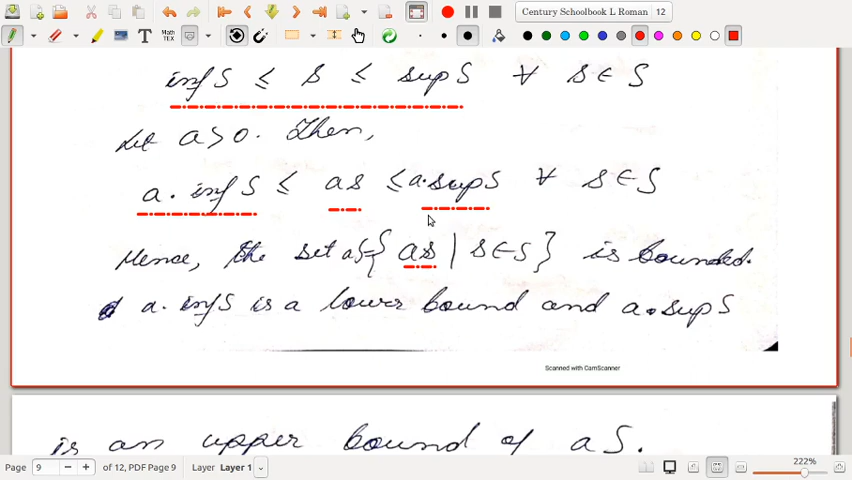 Century Schoolbook L Roman 12
T Math TEX
inf S ≤ s ≤ sup S ∀ s ∈ S
Let a > 0. Then,
a. inf S ≤ as ≤ a. sup S ∀ s ∈ S
Hence, the set aS = { as | s ∈ S } is bounded.
a. inf S is a lower bound and a. sup S
Scanned with CamScanner
is an upper bound of aS.
Page 9 of 12, PDF Page 9 Layer Layer 1 222%